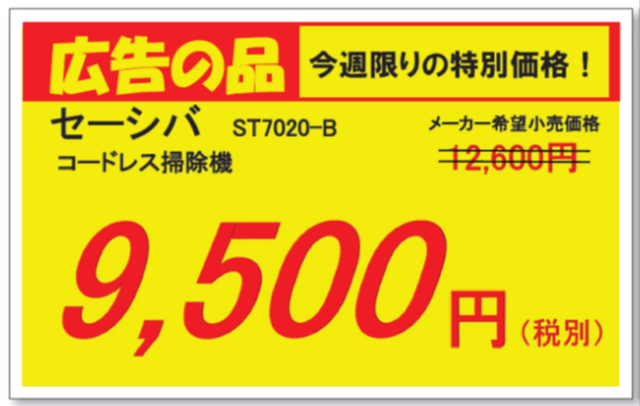 広告の品
今週限りの特別価格！
セーシバ ST7020-B
メーカー希望小売価格
コードレス掃除機
12,600円
9,500円（税別）